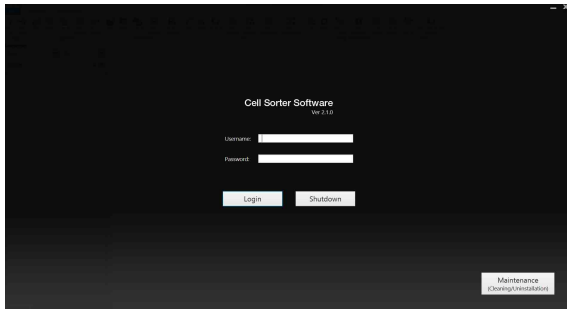 Cell Sorter Software
Ver 2.1.0
Username:
Password:
Login
Shutdown
Maintenance
(Cleaning/Uninstallation)